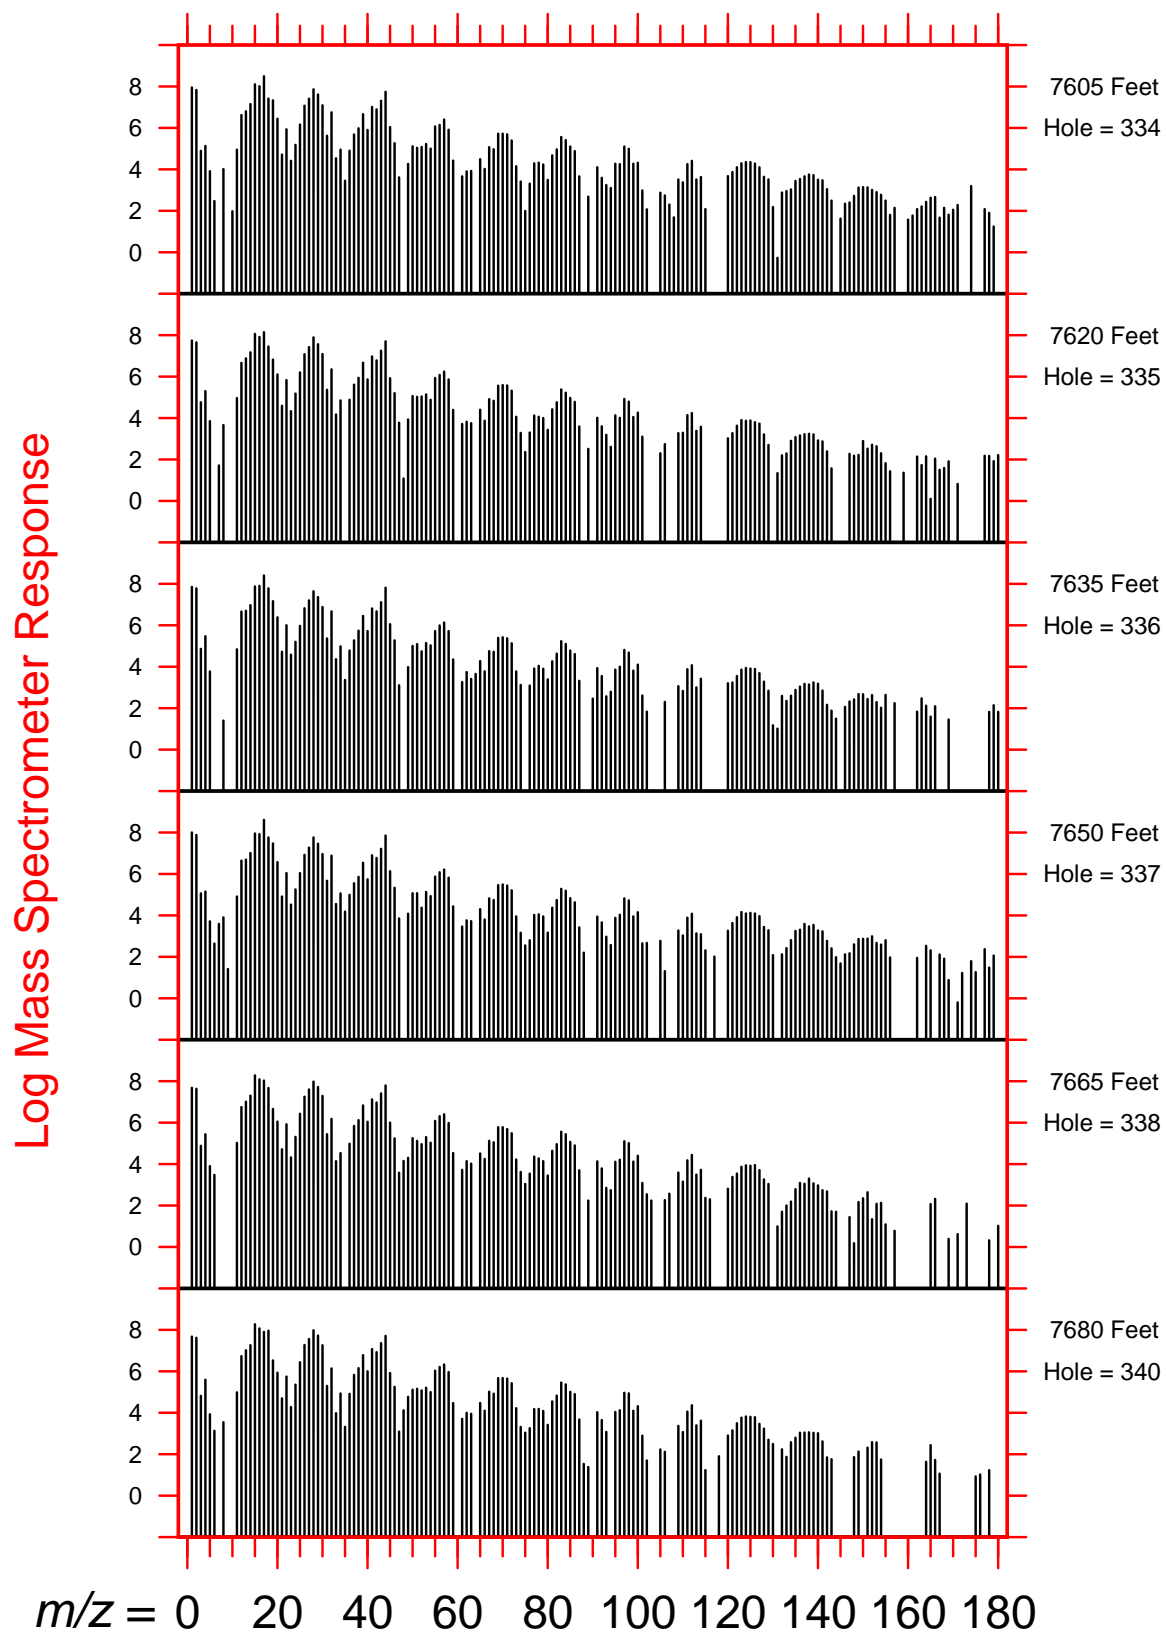 Log Mass Spectrometer Response
8
6
4
2
0
7605 Feet
Hole = 334
8
6
4
2
0
7620 Feet
Hole = 335
8
6
4
2
0
7635 Feet
Hole = 336
8
6
4
2
0
7650 Feet
Hole = 337
8
6
4
2
0
7665 Feet
Hole = 338
8
6
4
2
0
7680 Feet
Hole = 340
m/z = 0 20 40 60 80 100 120 140 160 180